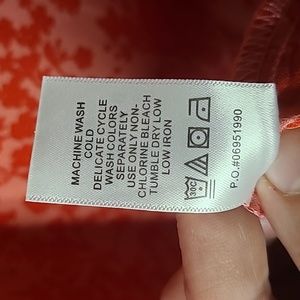 MACHINE WASH
COLD
DELICATE CYCLE
WASH COLORS
SEPARATELY
USE ONLY NON-
CHLORINE BLEACH
TUMBLE DRY LOW
LOW IRON
30C
P.O.#06951990